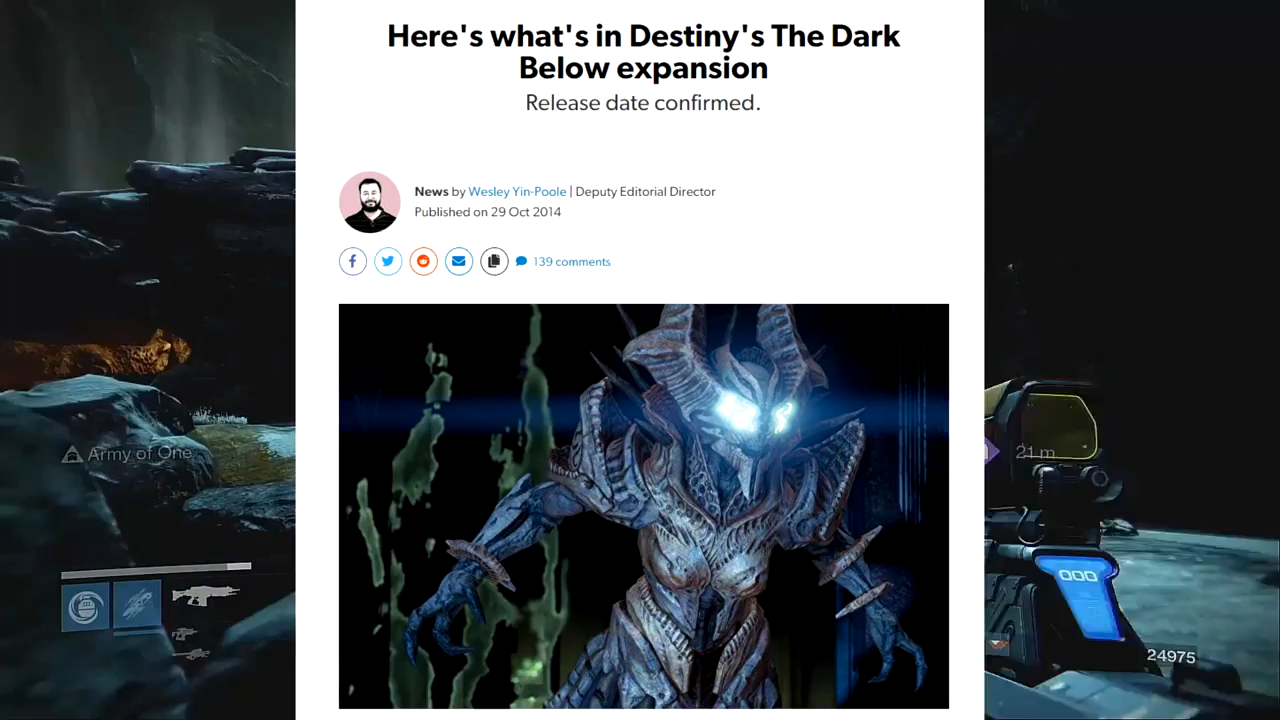 Here's what's in Destiny's The Dark
Below expansion
Release date confirmed.
News by Wesley Yin-Poole | Deputy Editorial Director
Published on 29 Oct 2014
139 comments
Army of One
21 m
000
24975